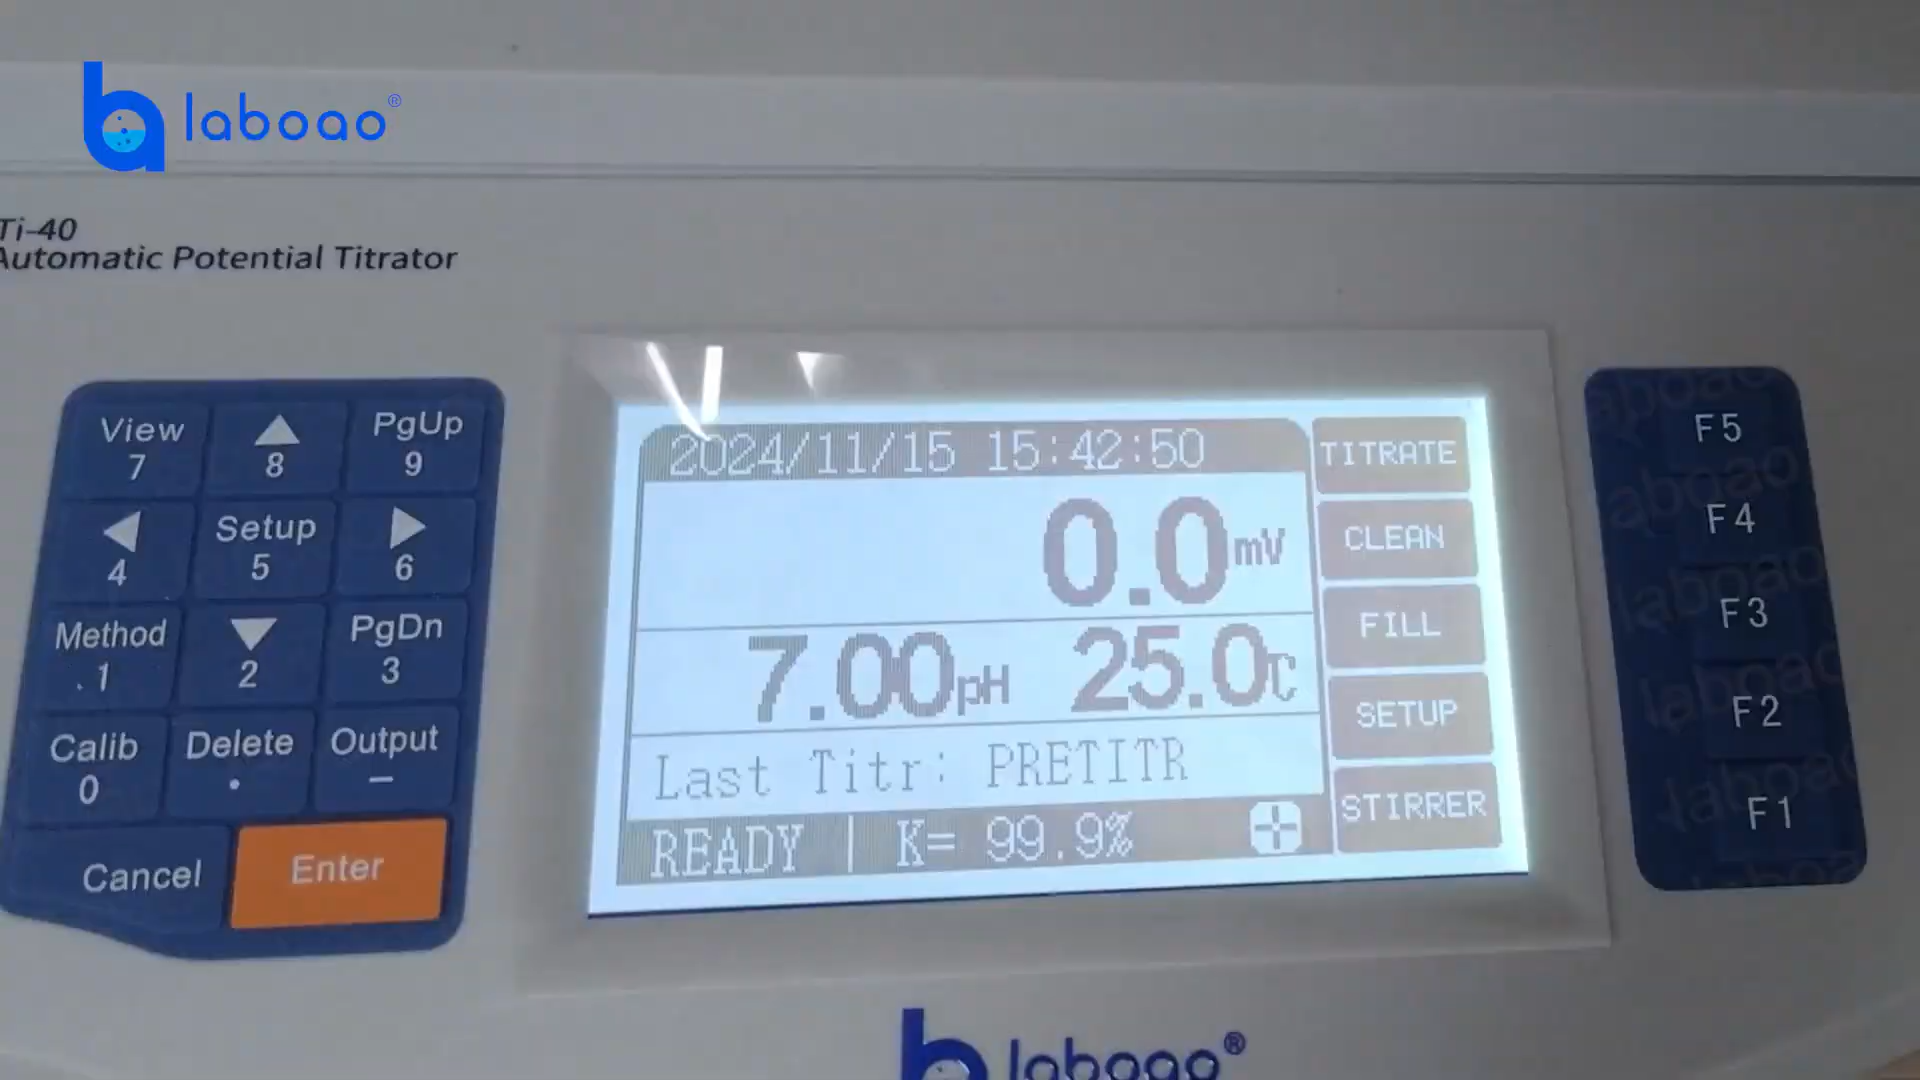 laboao®
Ti-40
Automatic Potential Titrator
View ▲ PgUp
7 8 9
◀ Setup ▶
4 5 6
Method ▼ PgDn
1 2 3
Calib Delete Output
0 . –
Cancel Enter
2024/11/15 15:42:50
0.0mV
7.00pH 25.0℃
Last Titr: PRETITR
READY | K= 99.9%
TITRATE
CLEAN
FILL
SETUP
STIRRER
F5
F4
F3
F2
F1
laboao®